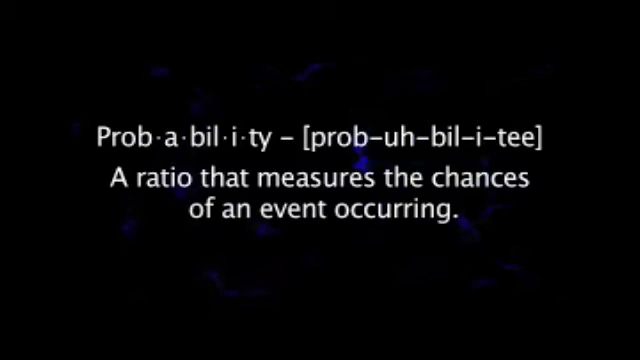 Prob·a·bil·i·ty – [prob–uh–bil–i–tee]
A ratio that measures the chances
of an event occurring.